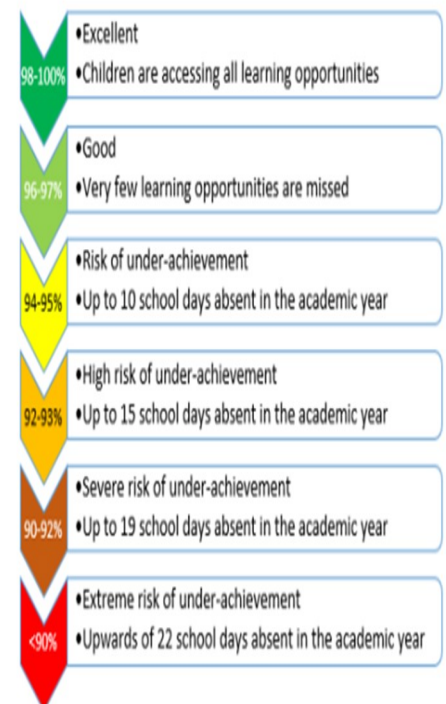 •Excellent
98-100%
•Children are accessing all learning opportunities
•Good
96-97%
•Very few learning opportunities are missed
•Risk of under-achievement
94-95%
•Up to 10 school days absent in the academic year
•High risk of under-achievement
92-93%
•Up to 15 school days absent in the academic year
•Severe risk of under-achievement
90-92%
•Up to 19 school days absent in the academic year
•Extreme risk of under-achievement
<90%
•Upwards of 22 school days absent in the academic year